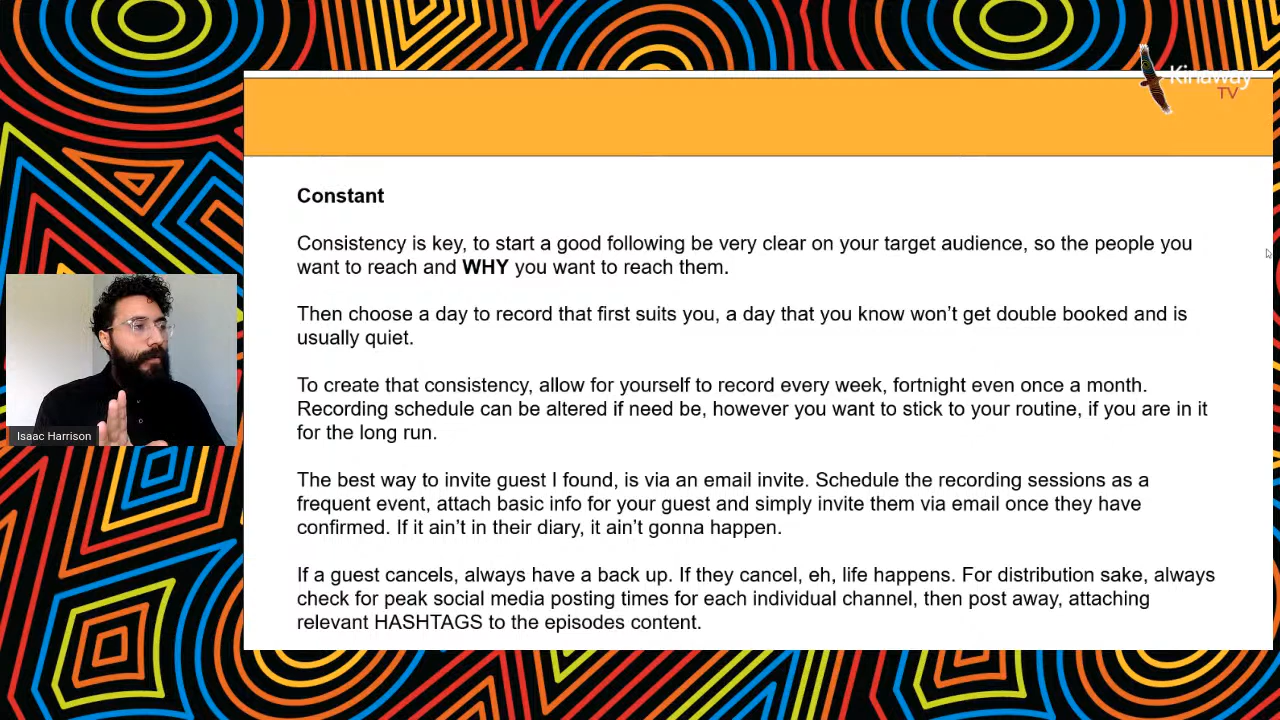 Kinaway
TV
Constant
Consistency is key, to start a good following be very clear on your target audience, so the people you
want to reach and WHY you want to reach them.
Then choose a day to record that first suits you, a day that you know won’t get double booked and is
usually quiet.
To create that consistency, allow for yourself to record every week, fortnight even once a month.
Recording schedule can be altered if need be, however you want to stick to your routine, if you are in it
for the long run.
Isaac Harrison
The best way to invite guest I found, is via an email invite. Schedule the recording sessions as a
frequent event, attach basic info for your guest and simply invite them via email once they have
confirmed. If it ain’t in their diary, it ain’t gonna happen.
If a guest cancels, always have a back up. If they cancel, eh, life happens. For distribution sake, always
check for peak social media posting times for each individual channel, then post away, attaching
relevant HASHTAGS to the episodes content.